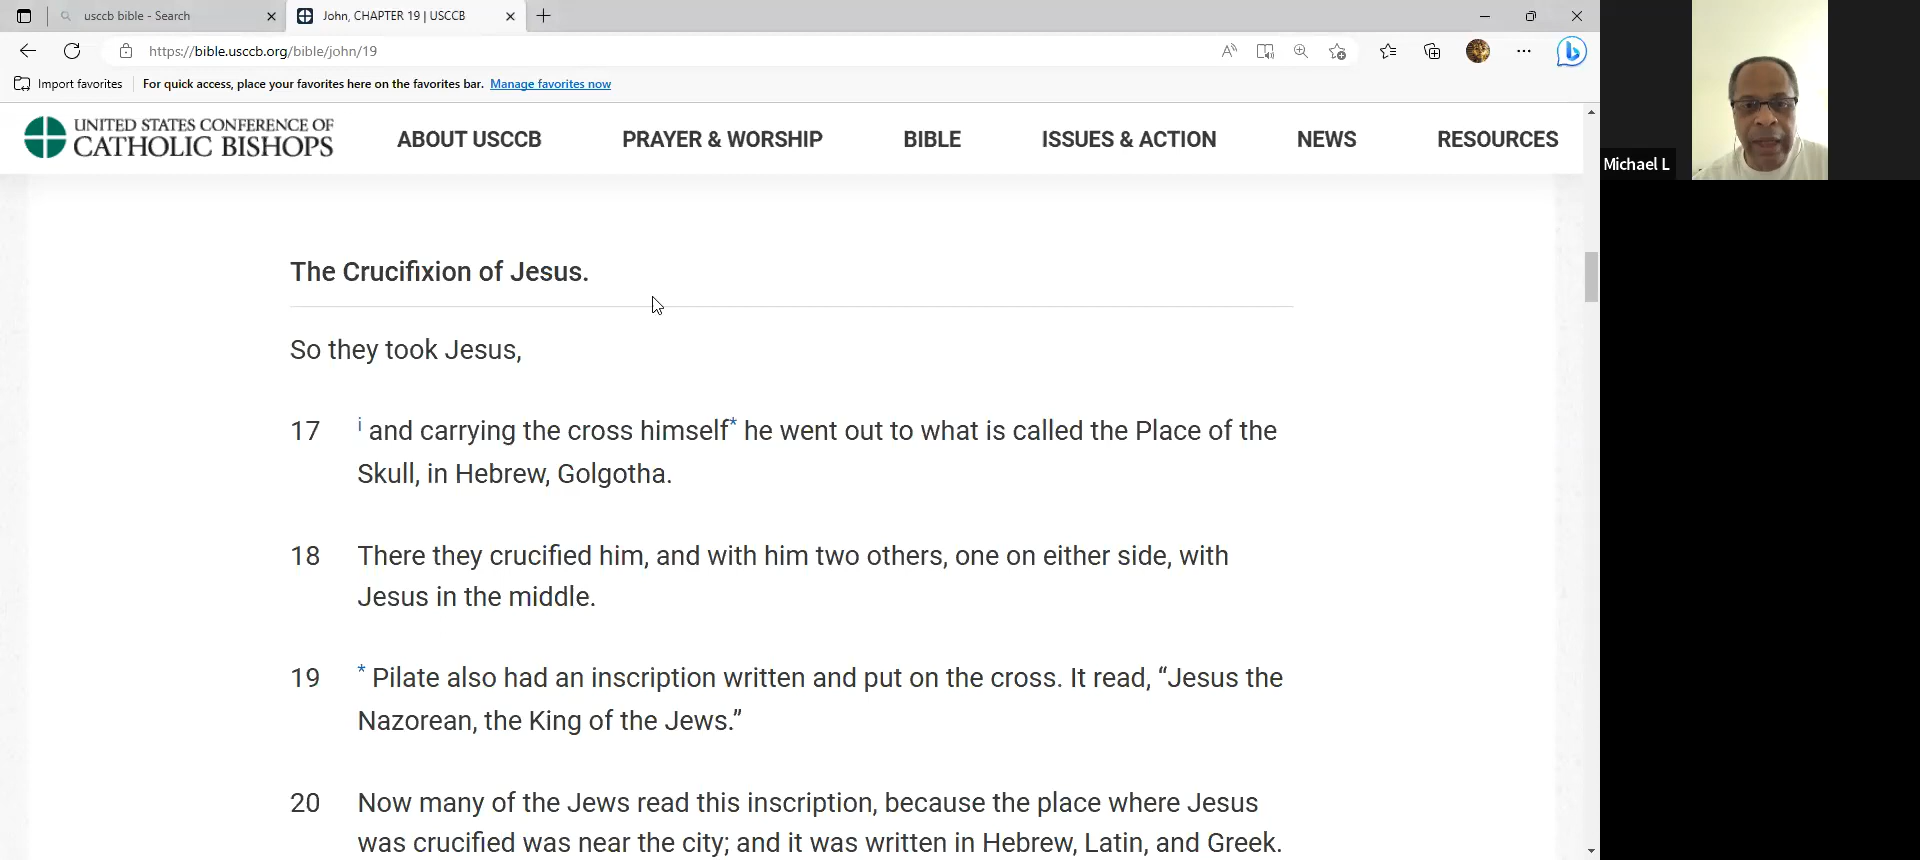 usccb bible - Search
John, CHAPTER 19 | USCCB
https://bible.usccb.org/bible/john/19
Import favorites
For quick access, place your favorites here on the favorites bar. Manage favorites now
UNITED STATES CONFERENCE OF
CATHOLIC BISHOPS
ABOUT USCCB
PRAYER & WORSHIP
BIBLE
ISSUES & ACTION
NEWS
RESOURCES
Michael L
The Crucifixion of Jesus.
So they took Jesus,
17 i and carrying the cross himself* he went out to what is called the Place of the
Skull, in Hebrew, Golgotha.
18 There they crucified him, and with him two others, one on either side, with
Jesus in the middle.
19 * Pilate also had an inscription written and put on the cross. It read, “Jesus the
Nazorean, the King of the Jews.”
20 Now many of the Jews read this inscription, because the place where Jesus
was crucified was near the city; and it was written in Hebrew, Latin, and Greek.